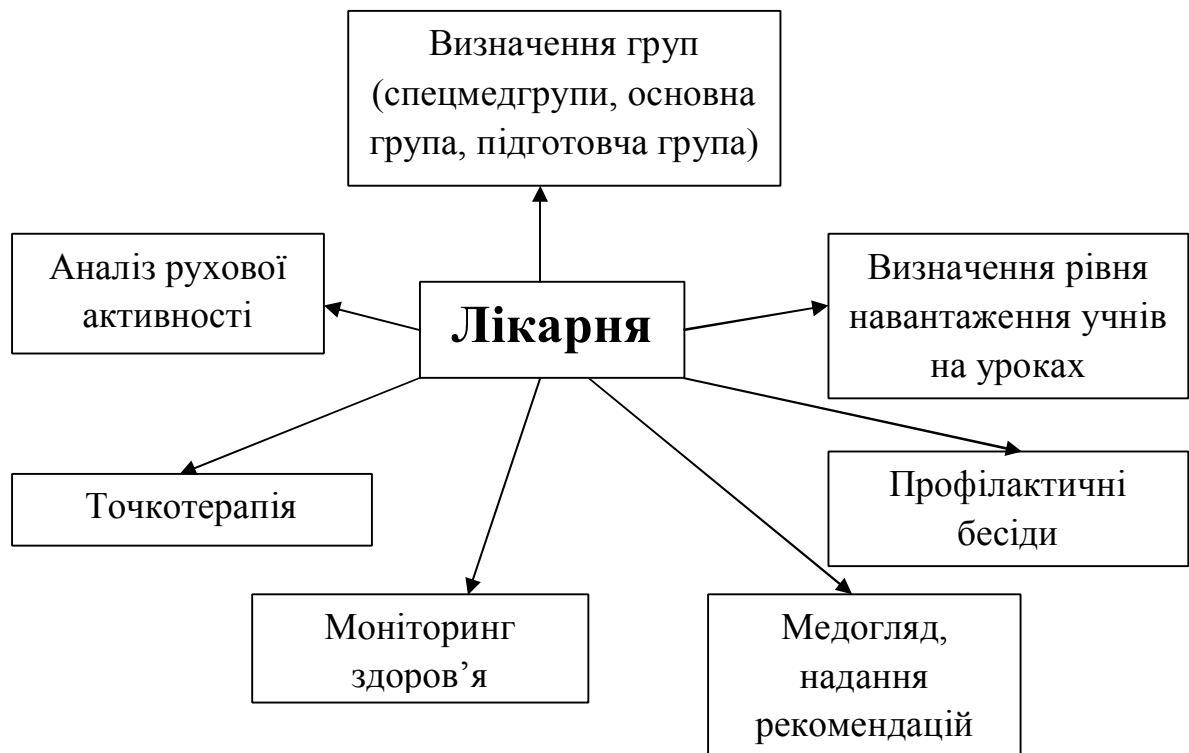 Визначення груп
(спецмедгрупи, основна
група, підготовча група)
Аналіз рухової
активності
Лікарня
Визначення рівня
навантаження учнів
на уроках
Точкотерапія
Профілактичні
бесіди
Моніторинг
здоров’я
Медогляд,
надання
рекомендацій